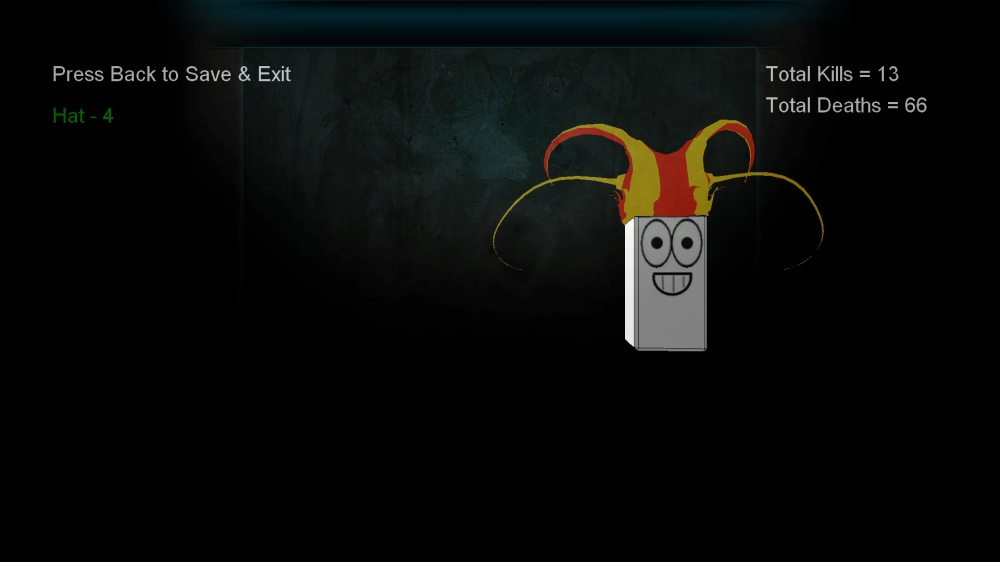 Press Back to Save & Exit
Hat - 4
Total Kills = 13
Total Deaths = 66